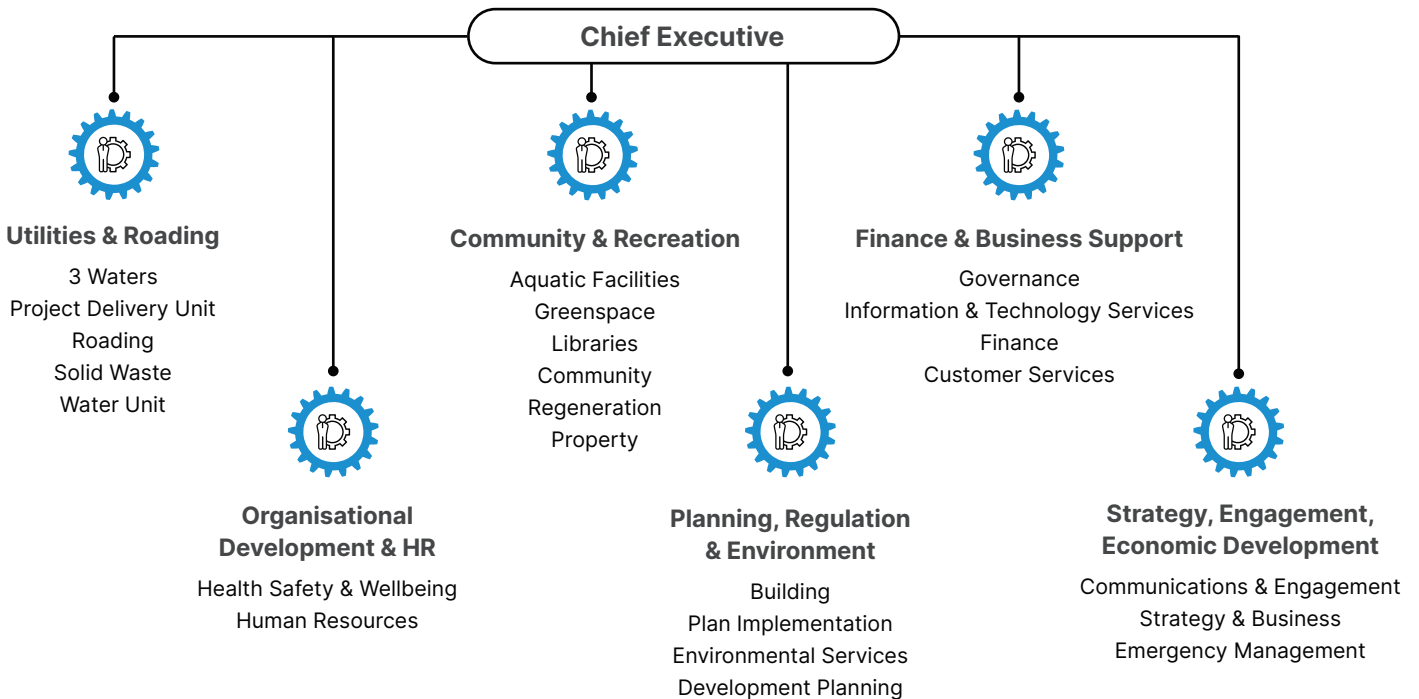 Chief Executive
Utilities & Roading
3 Waters
Project Delivery Unit
Roading
Solid Waste
Water Unit
Organisational
Development & HR
Health Safety & Wellbeing
Human Resources
Community & Recreation
Aquatic Facilities
Greenspace
Libraries
Community
Regeneration
Property
Planning, Regulation
& Environment
Building
Plan Implementation
Environmental Services
Development Planning
Finance & Business Support
Governance
Information & Technology Services
Finance
Customer Services
Strategy, Engagement,
Economic Development
Communications & Engagement
Strategy & Business
Emergency Management